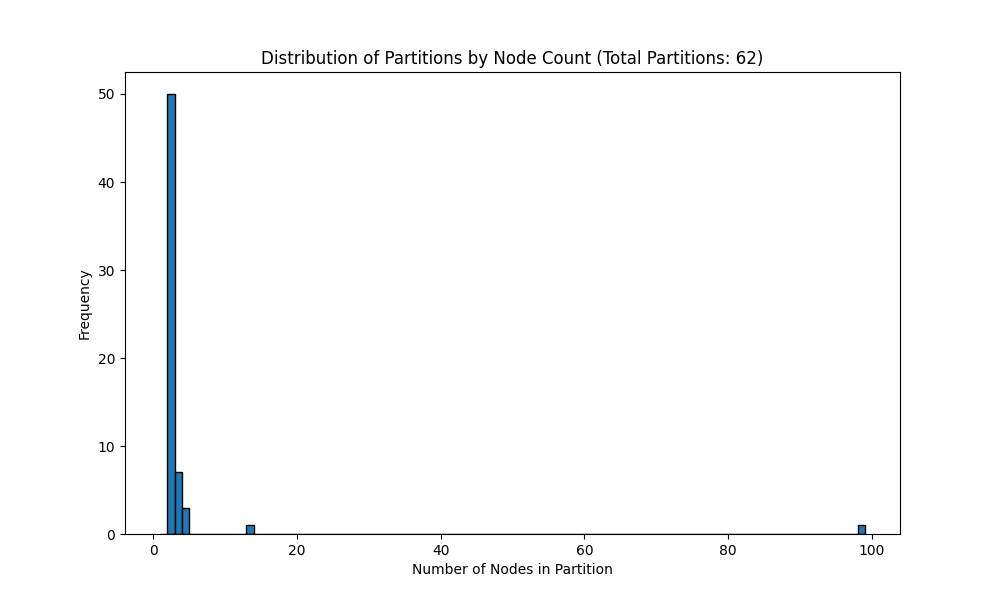 Distribution of Partitions by Node Count (Total Partitions: 62)
50
40
30
20
10
0
Frequency
0 20 40 60 80 100
Number of Nodes in Partition